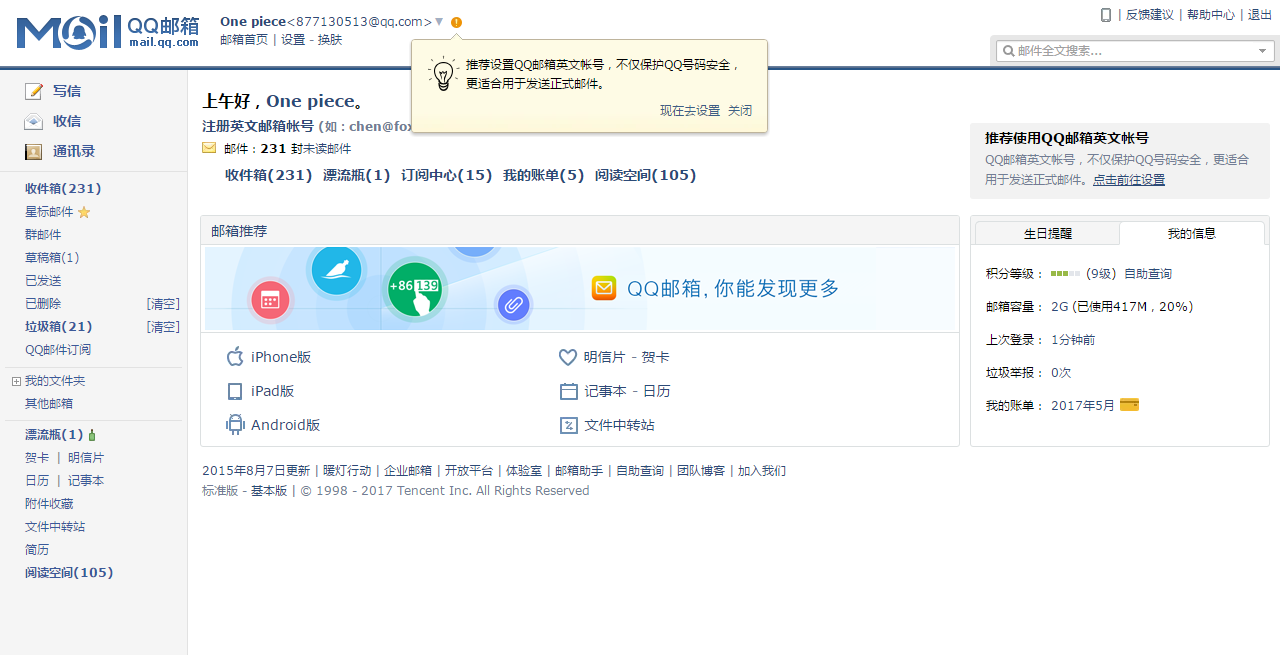 Mail QQ邮箱
mail.qq.com
One piece<877130513@qq.com>
邮箱首页 | 设置 - 换肤
| 反馈建议 | 帮助中心 | 退出
邮件全文搜索...
推荐设置QQ邮箱英文帐号，不仅保护QQ号码安全，
更适合用于发送正式邮件。
现在去设置 关闭
写信
收信
通讯录
收件箱(231)
星标邮件
群邮件
草稿箱(1)
已发送
已删除 [清空]
垃圾箱(21) [清空]
QQ邮件订阅
我的文件夹
其他邮箱
漂流瓶(1)
贺卡 | 明信片
日历 | 记事本
附件收藏
文件中转站
简历
阅读空间(105)
上午好，One piece。
注册英文邮箱帐号 (如：chen@fox
邮件：231 封未读邮件
收件箱(231) 漂流瓶(1) 订阅中心(15) 我的账单(5) 阅读空间(105)
邮箱推荐
+86 139
QQ邮箱, 你能发现更多
iPhone版
明信片 - 贺卡
iPad版
记事本 - 日历
Android版
文件中转站
推荐使用QQ邮箱英文帐号
QQ邮箱英文帐号，不仅保护QQ号码安全，更适合
用于发送正式邮件。点击前往设置
生日提醒 我的信息
积分等级： (9级) 自助查询
邮箱容量： 2G (已使用417M，20%)
上次登录： 1分钟前
垃圾举报： 0次
我的账单： 2017年5月
2015年8月7日更新 | 暖灯行动 | 企业邮箱 | 开放平台 | 体验室 | 邮箱助手 | 自助查询 | 团队博客 | 加入我们
标准版 - 基本版 | © 1998 - 2017 Tencent Inc. All Rights Reserved